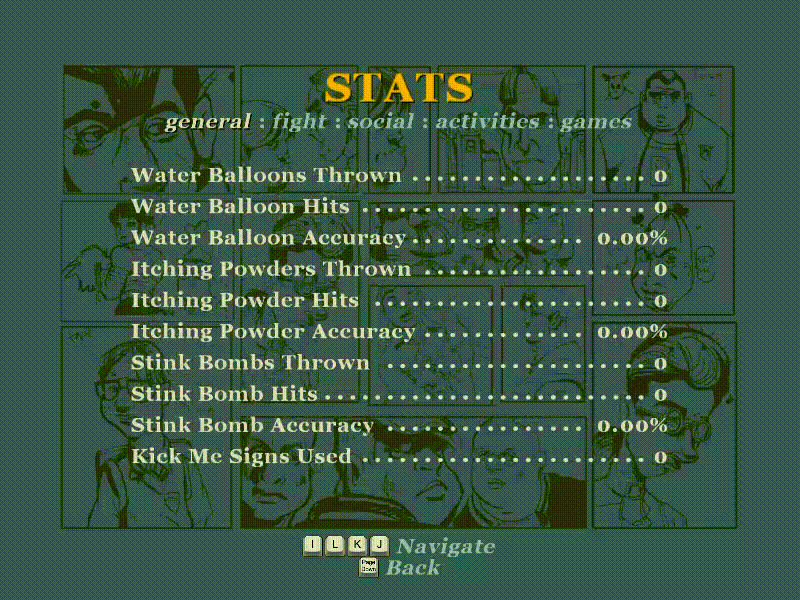 STATS
general : fight : social : activities : games
Water Balloons Thrown ................... 0
Water Balloon Hits ....................... 0
Water Balloon Accuracy .............. 0.00%
Itching Powders Thrown .................. 0
Itching Powder Hits ...................... 0
Itching Powder Accuracy ............. 0.00%
Stink Bombs Thrown ..................... 0
Stink Bomb Hits .......................... 0
Stink Bomb Accuracy ................ 0.00%
Kick Me Signs Used ....................... 0
I L K J Navigate
Page Down Back